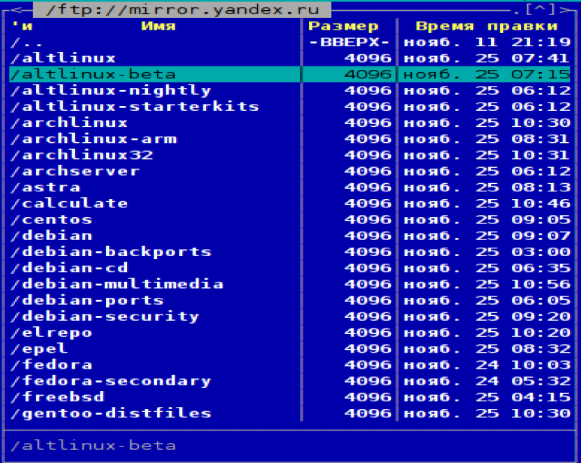 <─ /ftp://mirror.yandex.ru ─.[^]>
'и Имя Размер Время правки
/.. -ВВЕРХ- нояб. 11 21:19
/altlinux 4096 нояб. 25 07:41
/altlinux-beta 4096 нояб. 25 07:15
/altlinux-nightly 4096 нояб. 25 06:12
/altlinux-starterkits 4096 нояб. 25 06:12
/archlinux 4096 нояб. 25 10:30
/archlinux-arm 4096 нояб. 25 08:31
/archlinux32 4096 нояб. 25 10:31
/archserver 4096 нояб. 25 06:12
/astra 4096 нояб. 25 08:13
/calculate 4096 нояб. 25 10:46
/centos 4096 нояб. 25 09:05
/debian 4096 нояб. 25 09:07
/debian-backports 4096 нояб. 25 03:00
/debian-cd 4096 нояб. 25 06:35
/debian-multimedia 4096 нояб. 25 10:56
/debian-ports 4096 нояб. 25 06:05
/debian-security 4096 нояб. 25 09:20
/elrepo 4096 нояб. 25 10:20
/epel 4096 нояб. 25 08:32
/fedora 4096 нояб. 24 10:03
/fedora-secondary 4096 нояб. 24 05:32
/freebsd 4096 нояб. 25 04:15
/gentoo-distfiles 4096 нояб. 25 10:30
/altlinux-beta